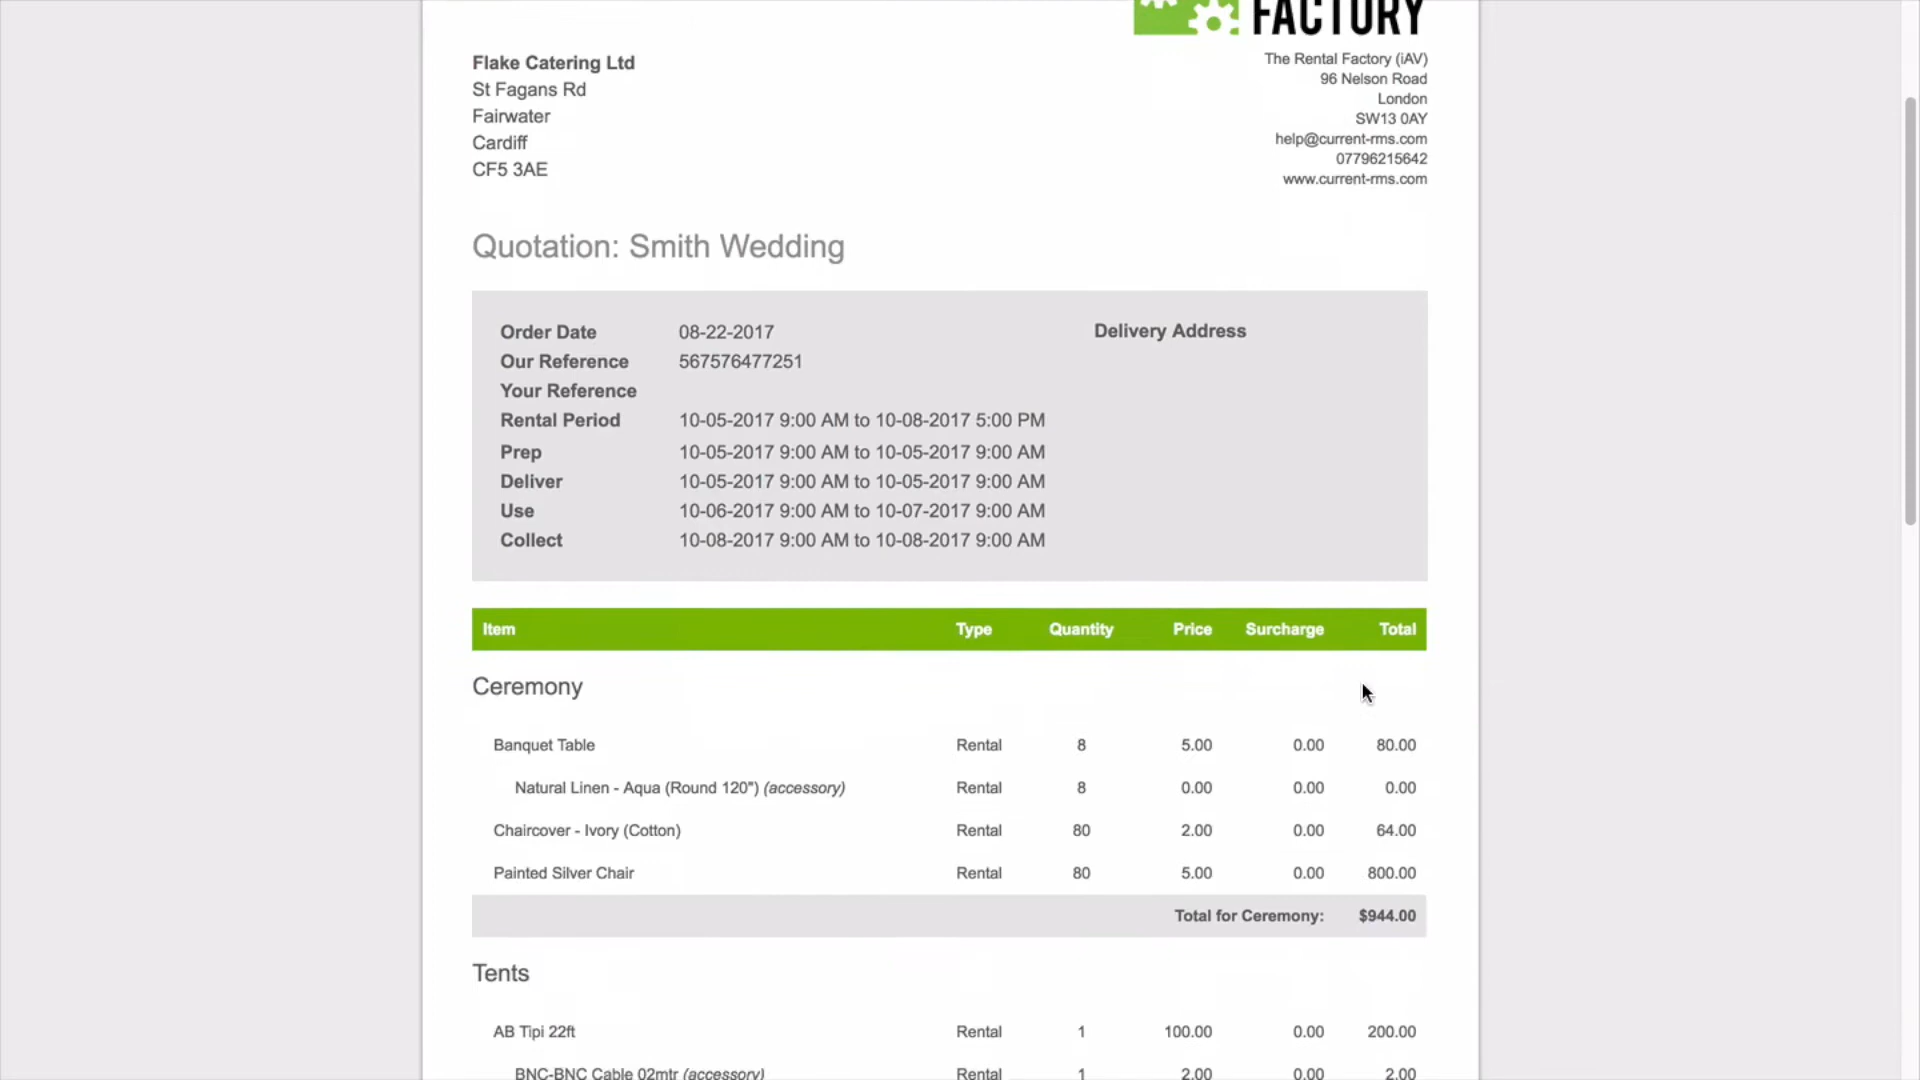 FACTORY
Flake Catering Ltd
St Fagans Rd
Fairwater
Cardiff
CF5 3AE
The Rental Factory (iAV)
96 Nelson Road
London
SW13 0AY
help@current-rms.com
07796215642
www.current-rms.com
Quotation: Smith Wedding
Order Date 08-22-2017
Our Reference 567576477251
Your Reference
Rental Period 10-05-2017 9:00 AM to 10-08-2017 5:00 PM
Prep 10-05-2017 9:00 AM to 10-05-2017 9:00 AM
Deliver 10-05-2017 9:00 AM to 10-05-2017 9:00 AM
Use 10-06-2017 9:00 AM to 10-07-2017 9:00 AM
Collect 10-08-2017 9:00 AM to 10-08-2017 9:00 AM
Delivery Address
Item Type Quantity Price Surcharge Total
Ceremony
Banquet Table Rental 8 5.00 0.00 80.00
Natural Linen - Aqua (Round 120") (accessory) Rental 8 0.00 0.00 0.00
Chaircover - Ivory (Cotton) Rental 80 2.00 0.00 64.00
Painted Silver Chair Rental 80 5.00 0.00 800.00
Total for Ceremony: $944.00
Tents
AB Tipi 22ft Rental 1 100.00 0.00 200.00
BNC-BNC Cable 02mtr (accessory) Rental 1 2.00 0.00 2.00